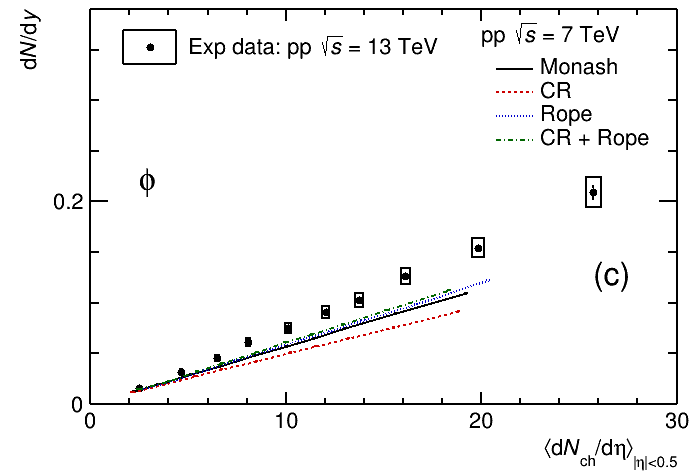 dN/dy
Exp data: pp √s = 13 TeV
pp √s = 7 TeV
Monash
CR
Rope
CR + Rope
ϕ
0.2
(c)
0
0 10 20 30
⟨dN_ch/dη⟩_|η|<0.5